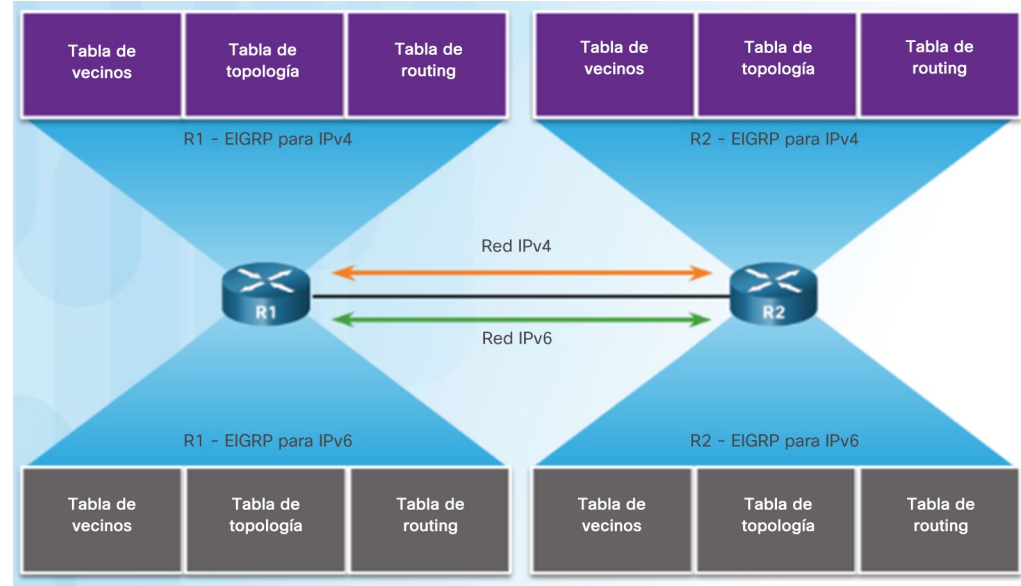 Tabla de
vecinos
Tabla de
topología
Tabla de
routing
Tabla de
vecinos
Tabla de
topología
Tabla de
routing
R1 - EIGRP para IPv4
R2 - EIGRP para IPv4
Red IPv4
R1
R2
Red IPv6
R1 - EIGRP para IPv6
R2 - EIGRP para IPv6
Tabla de
vecinos
Tabla de
topología
Tabla de
routing
Tabla de
vecinos
Tabla de
topología
Tabla de
routing